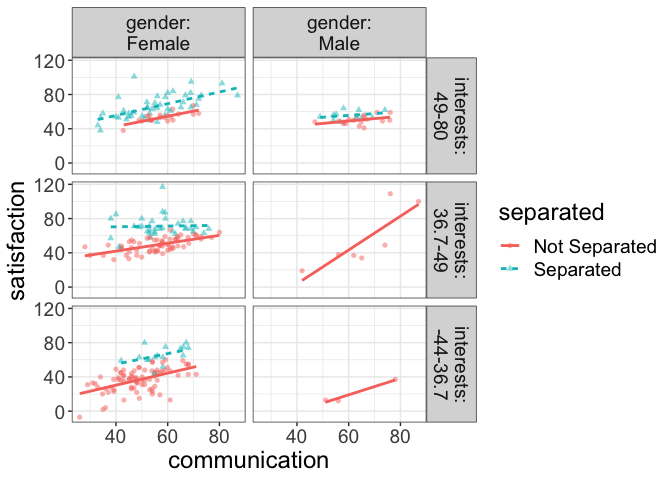 gender:
Female
gender:
Male
120
80
40
0
interests:
49-80
120
80
40
0
interests:
36.7-49
120
80
40
0
interests:
-44-36.7
40
60
80
40
60
80
communication
satisfaction
separated
Not Separated
Separated